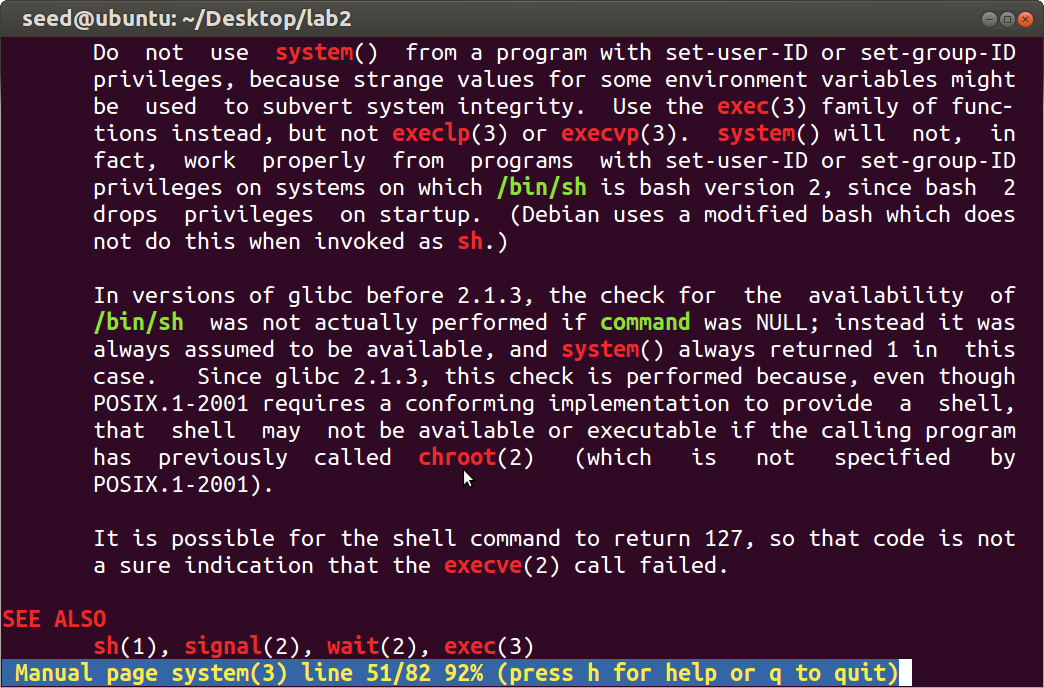 seed@ubuntu: ~/Desktop/lab2
Do not use system() from a program with set-user-ID or set-group-ID
privileges, because strange values for some environment variables might
be used to subvert system integrity. Use the exec(3) family of func-
tions instead, but not execlp(3) or execvp(3). system() will not, in
fact, work properly from programs with set-user-ID or set-group-ID
privileges on systems on which /bin/sh is bash version 2, since bash 2
drops privileges on startup. (Debian uses a modified bash which does
not do this when invoked as sh.)
In versions of glibc before 2.1.3, the check for the availability of
/bin/sh was not actually performed if command was NULL; instead it was
always assumed to be available, and system() always returned 1 in this
case. Since glibc 2.1.3, this check is performed because, even though
POSIX.1-2001 requires a conforming implementation to provide a shell,
that shell may not be available or executable if the calling program
has previously called chroot(2) (which is not specified by
POSIX.1-2001).
It is possible for the shell command to return 127, so that code is not
a sure indication that the execve(2) call failed.
SEE ALSO
sh(1), signal(2), wait(2), exec(3)
Manual page system(3) line 51/82 92% (press h for help or q to quit)